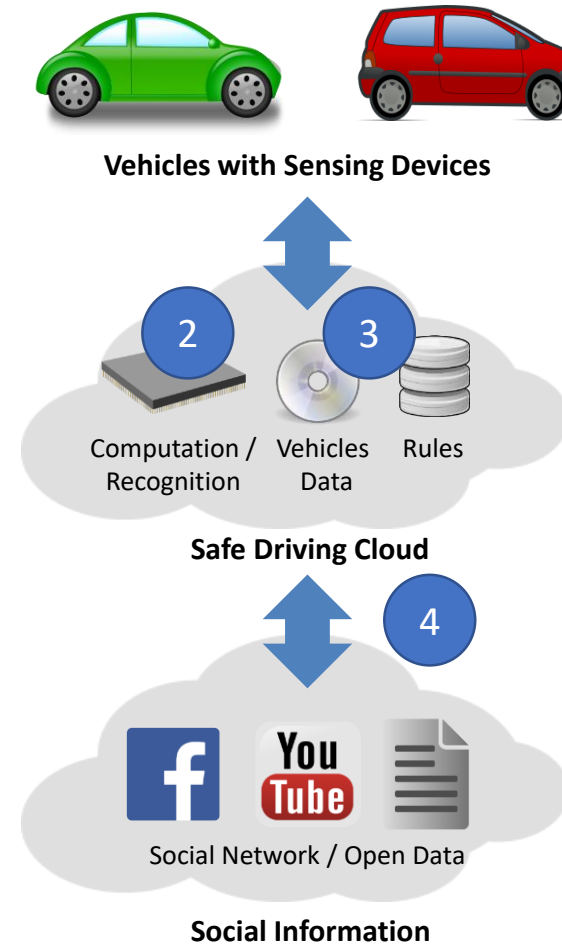 Vehicles with Sensing Devices
2
3
Computation / Recognition
Vehicles Data
Rules
Safe Driving Cloud
4
f
You
Tube
Social Network / Open Data
Social Information